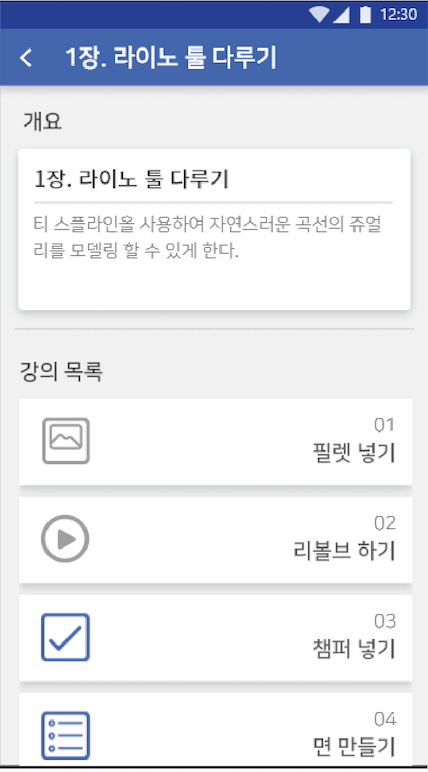 12:30
1장. 라이노 툴 다루기
개요
1장. 라이노 툴 다루기
티 스플라인올 사용하여 자연스러운 곡선의 쥬얼
리를 모델링 할 수 있게 한다.
강의 목록
01
필렛 넣기
02
리볼브 하기
03
챔퍼 넣기
04
면 만들기